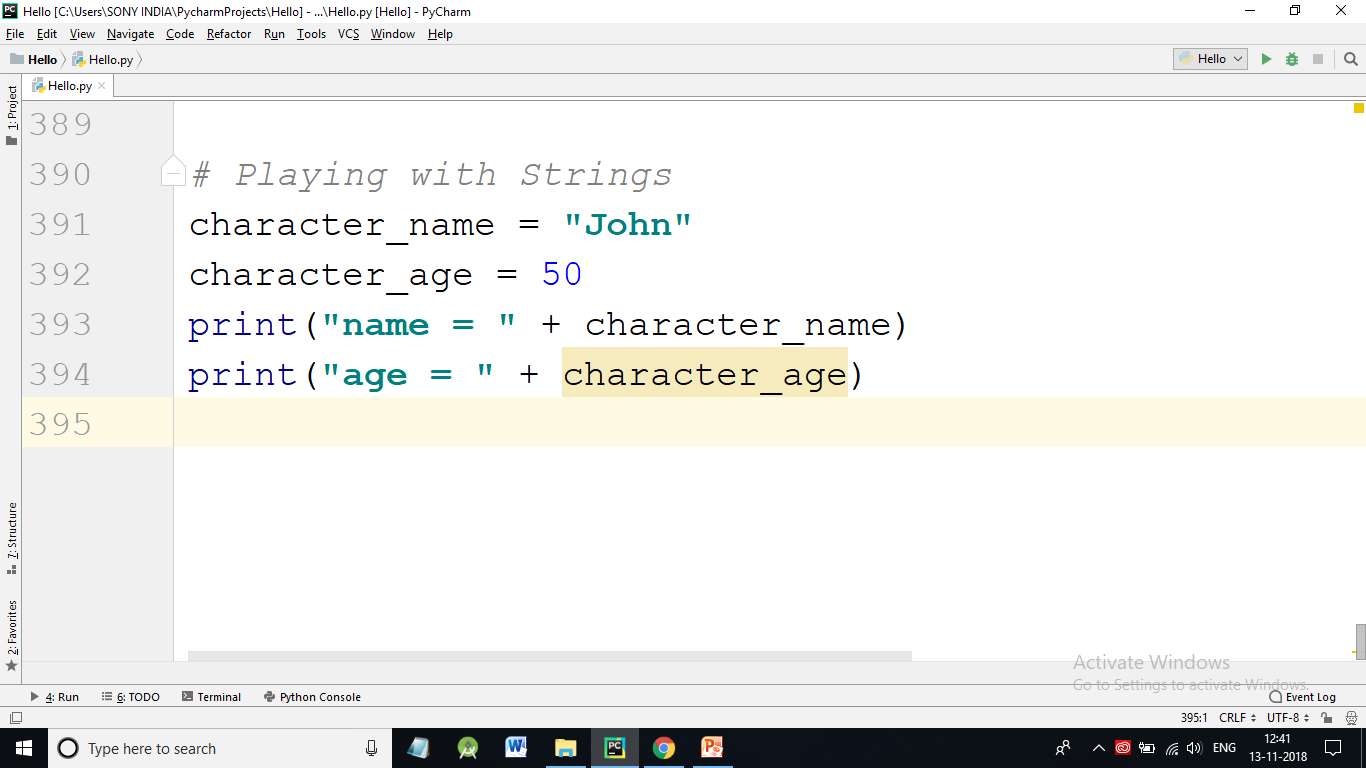 Hello [C:\Users\SONY INDIA\PycharmProjects\Hello] - ...\Hello.py [Hello] - PyCharm
File Edit View Navigate Code Refactor Run Tools VCS Window Help
Hello Hello.py Hello
Hello.py
1: Project
389
390 # Playing with Strings
391 character_name = "John"
392 character_age = 50
393 print("name = " + character_name)
394 print("age = " + character_age)
395
7: Structure
2: Favorites
Activate Windows
Go to Settings to activate Windows.
4: Run 6: TODO Terminal Python Console Event Log
395:1 CRLF UTF-8
Type here to search ENG 12:41
13-11-2018